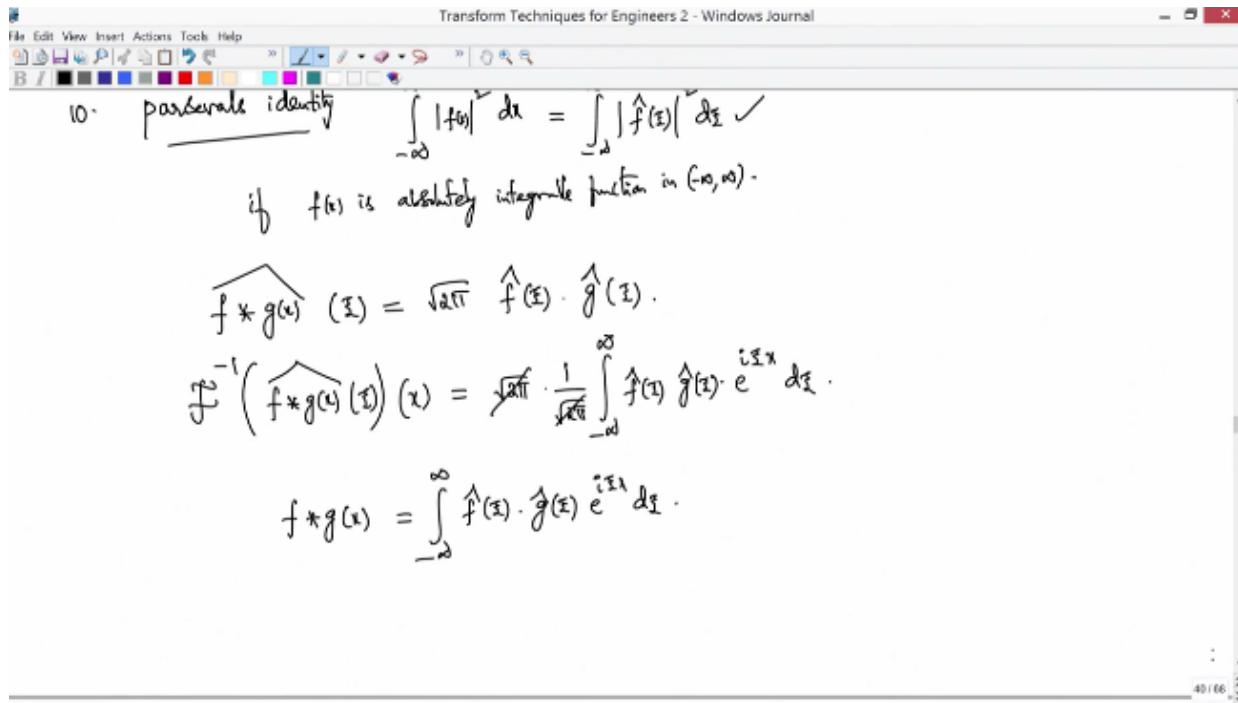 Transform Techniques for Engineers 2 - Windows Journal
File Edit View Insert Actions Tools Help
B I
10. parsevals identity ∫_{-∞}^{∞} |f(x)|² dx = ∫_{-∞} |f̂(ξ)|² dξ ✓
if f(x) is absolutely integrable function in (-∞,∞).
\widehat{f * g(x)} (ξ) = √2π f̂(ξ) · ĝ(ξ).
F^{-1}( \widehat{f * g(x)} (ξ) ) (x) = √2π · 1/√2π ∫_{-∞}^{∞} f̂(ξ) ĝ(ξ) · e^{iξx} dξ.
f * g(x) = ∫_{-∞}^{∞} f̂(ξ) · ĝ(ξ) e^{iξx} dξ.
40 / 66